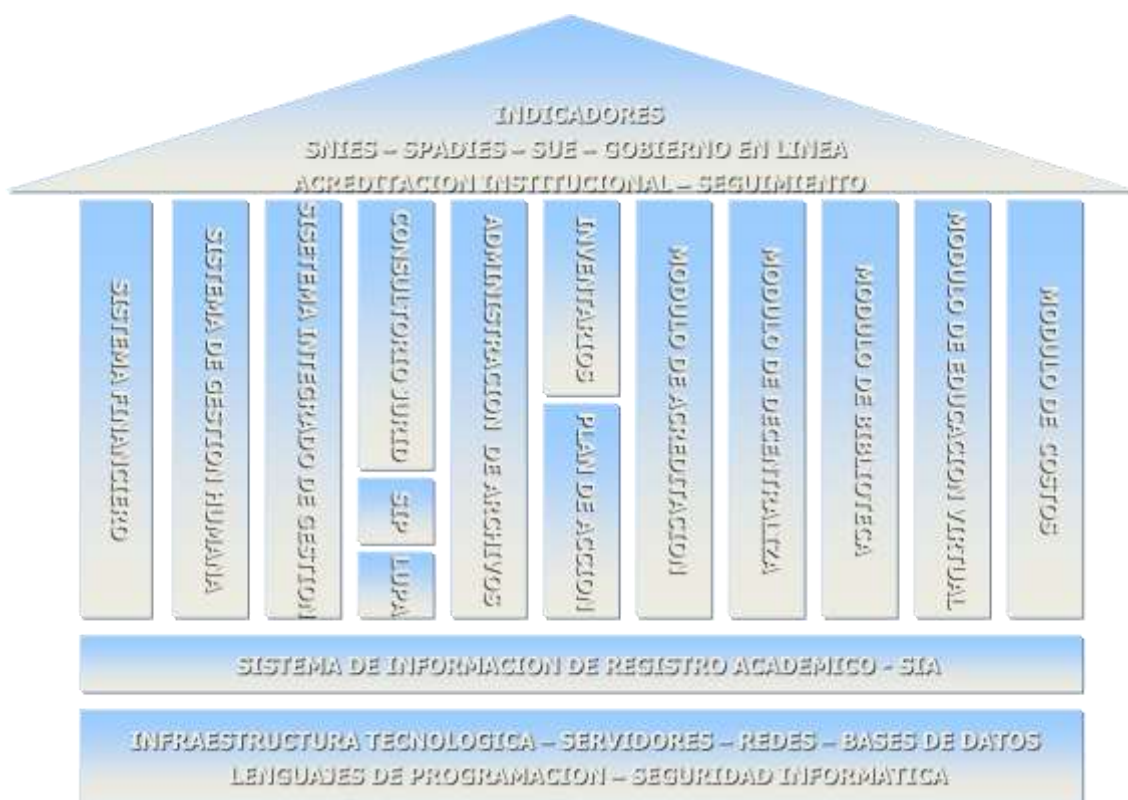 INDICADORES
SNIES – SPADIES – SUE – GOBIERNO EN LINEA
ACREDITACION INSTITUCIONAL – SEGUIMIENTO
SISTEMA FINANCIERO
SISTEMA DE GESTION HUMANA
SISETEMA INTEGRADO DE GESTION
CONSULTORIO JURID
SIP
LUPA
ADMINISTRACION DE ARCHIVOS
INVENTARIOS
PLAN DE ACCION
MODULO DE ACREDITACION
MODULO DE DECENTRALIZA
MODULO DE BIBLIOTECA
MODULO DE EDUCACION VIRTUAL
MODULO DE COSTOS
SISTEMA DE INFORMACION DE REGISTRO ACADEMICO - SIA
INFRAESTRUCTURA TECNOLOGICA – SERVIDORES – REDES – BASES DE DATOS
LENGUAJES DE PROGRAMACION – SEGURIDAD INFORMATICA